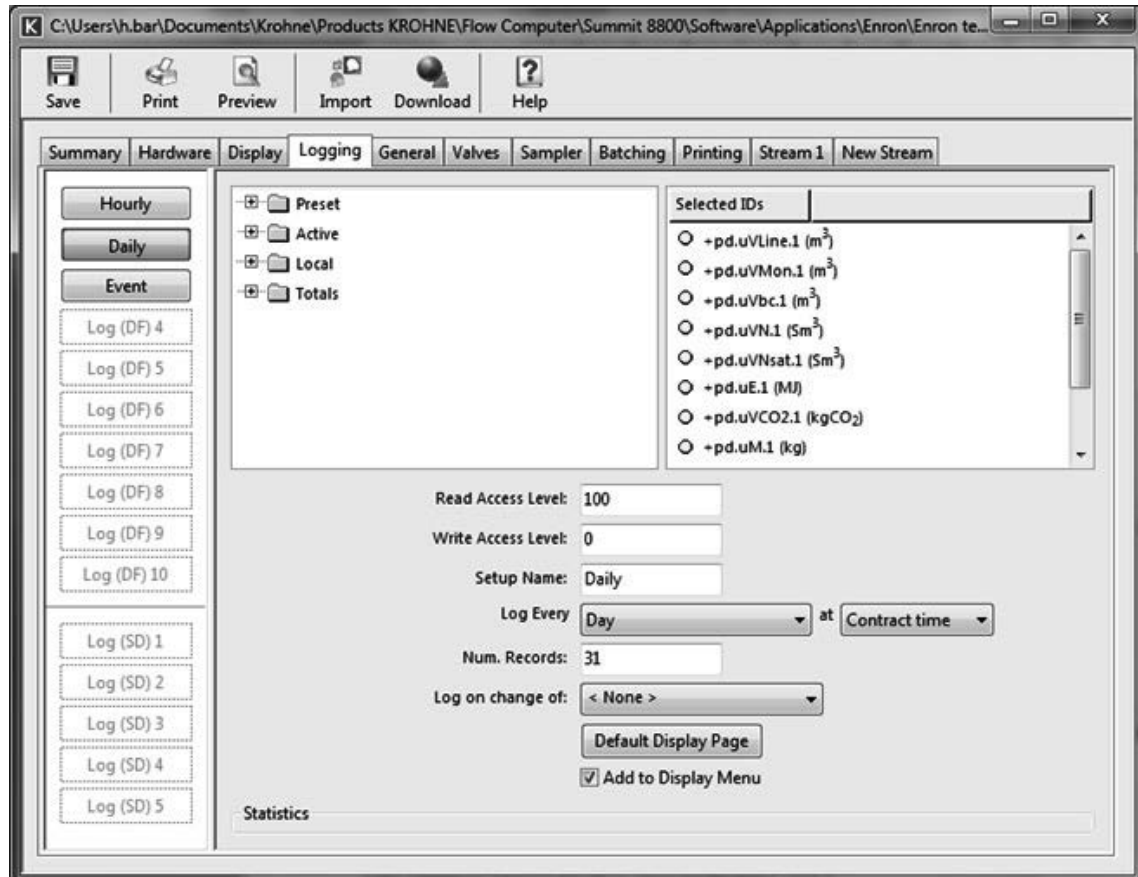 K C:\Users\h.bar\Documents\Krohne\Products KROHNE\Flow Computer\Summit 8800\Software\Applications\Enron\Enron te...
Save Print Preview Import Download Help
Summary Hardware Display Logging General Valves Sampler Batching Printing Stream 1 New Stream
Hourly
Daily
Event
Log (DF) 4
Log (DF) 5
Log (DF) 6
Log (DF) 7
Log (DF) 8
Log (DF) 9
Log (DF) 10
Log (SD) 1
Log (SD) 2
Log (SD) 3
Log (SD) 4
Log (SD) 5
Preset
Active
Local
Totals
Selected IDs
+pd.uVLine.1 (m³)
+pd.uVMon.1 (m³)
+pd.uVbc.1 (m³)
+pd.uVN.1 (Sm³)
+pd.uVNsat.1 (Sm³)
+pd.uE.1 (MJ)
+pd.uVCO2.1 (kgCO₂)
+pd.uM.1 (kg)
Read Access Level: 100
Write Access Level: 0
Setup Name: Daily
Log Every Day at Contract time
Num. Records: 31
Log on change of: < None >
Default Display Page
Add to Display Menu
Statistics